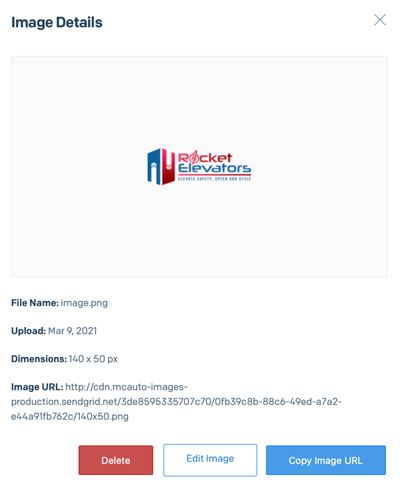 Image Details
Rocket
Elevators
ELEVATE SAFETY, SPEED AND STYLE
File Name: image.png
Upload: Mar 9, 2021
Dimensions: 140 x 50 px
Image URL: http://cdn.mcauto-images-
production.sendgrid.net/3de8595335707c70/0fb39c8b-88c6-49ed-a7a2-
e44a91fb762c/140x50.png
Delete
Edit Image
Copy Image URL